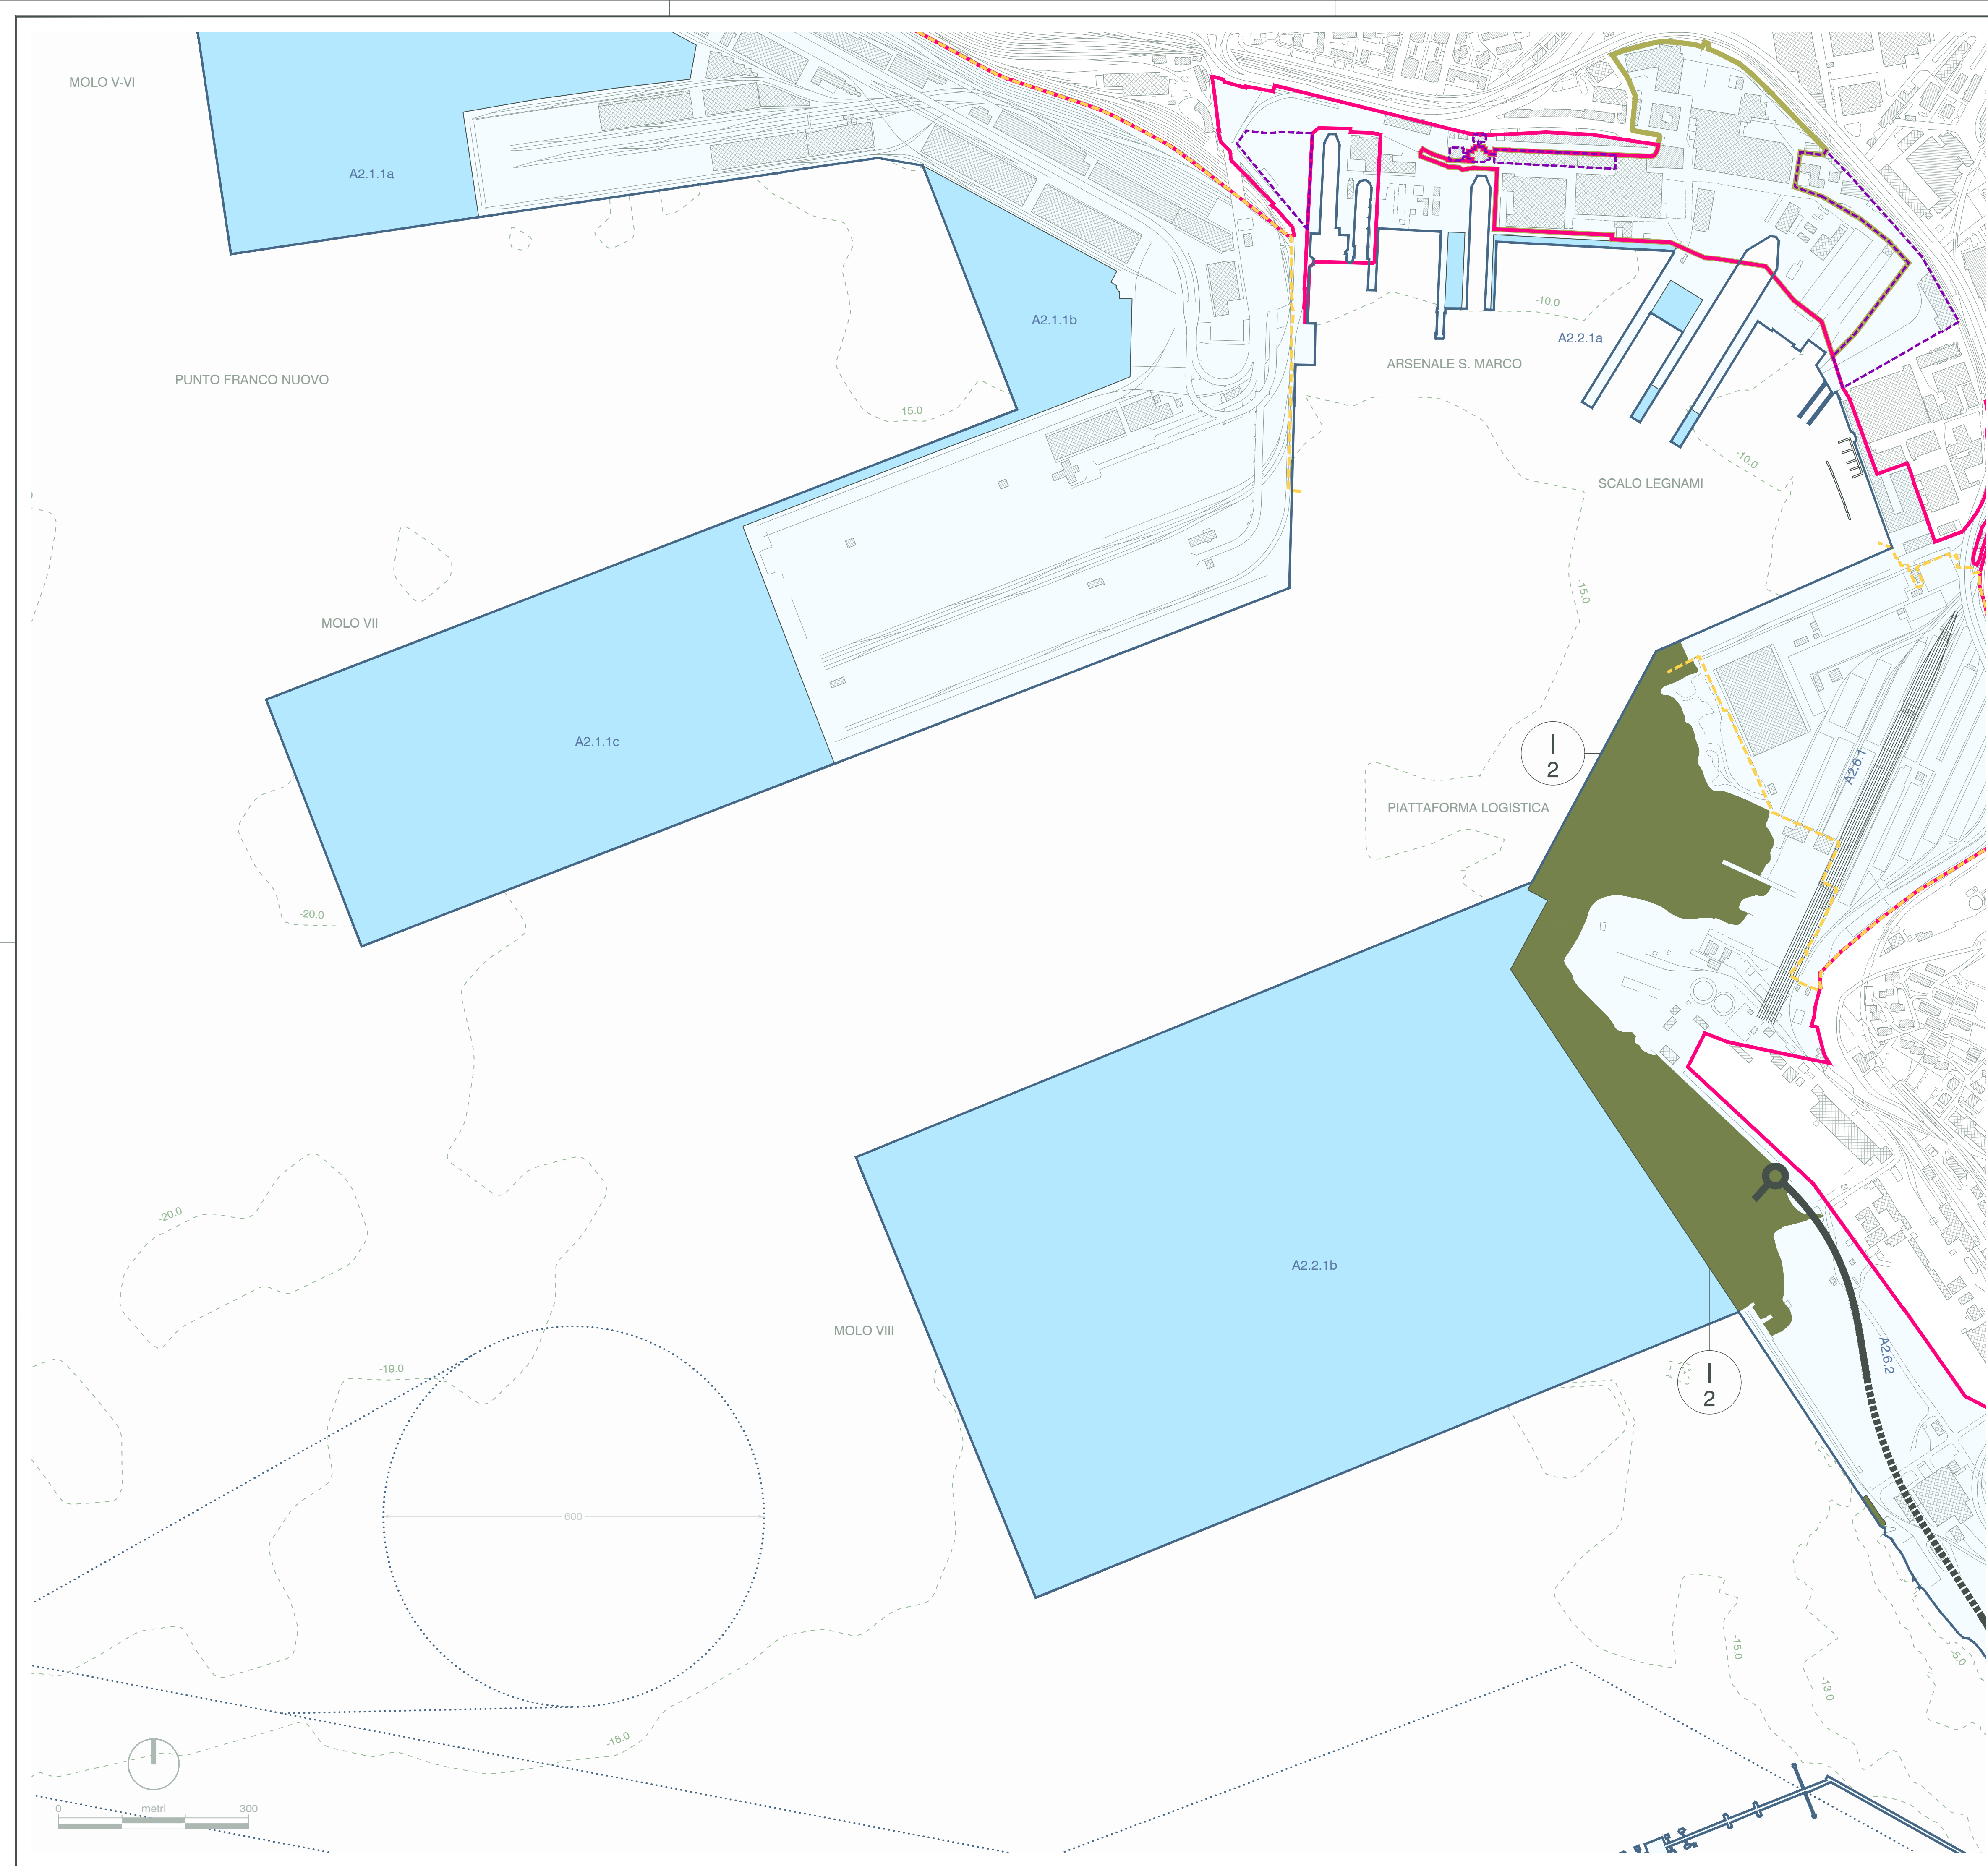 MOLO V-VI
A2.1.1a
A2.1.1b
-10.0
A2.2.1a
ARSENALE S. MARCO
PUNTO FRANCO NUOVO
-15.0
-10.0
SCALO LEGNAMI
-15.0
MOLO VII
A2.1.1c
I
2
A2.6.1
PIATTAFORMA LOGISTICA
-20.0
-20.0
A2.2.1b
MOLO VIII
A2.6.2
-19.0
I
2
600
-15.0
-5.0
-13.0
-18.0
0 metri 300